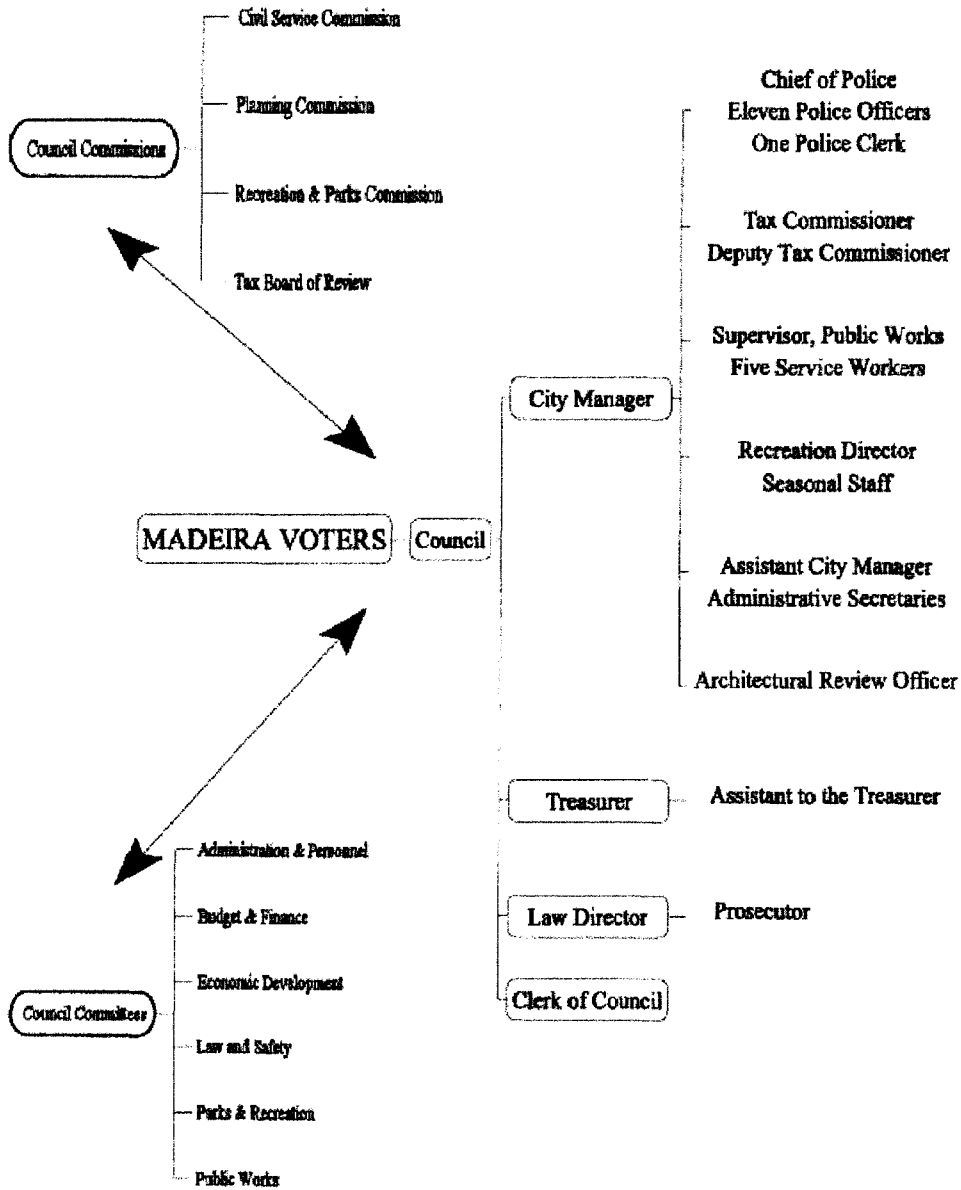 Civil Service Commission
Planning Commission
Council Commissions
Recreation & Parks Commission
Tax Board of Review
Chief of Police
Eleven Police Officers
One Police Clerk
Tax Commissioner
Deputy Tax Commissioner
Supervisor, Public Works
Five Service Workers
City Manager
Recreation Director
Seasonal Staff
MADEIRA VOTERS
Council
Assistant City Manager
Administrative Secretaries
Architectural Review Officer
Treasurer
Assistant to the Treasurer
Law Director
Prosecutor
Clerk of Council
Administration & Personnel
Budget & Finance
Economic Development
Council Committees
Law and Safety
Parks & Recreation
Public Works